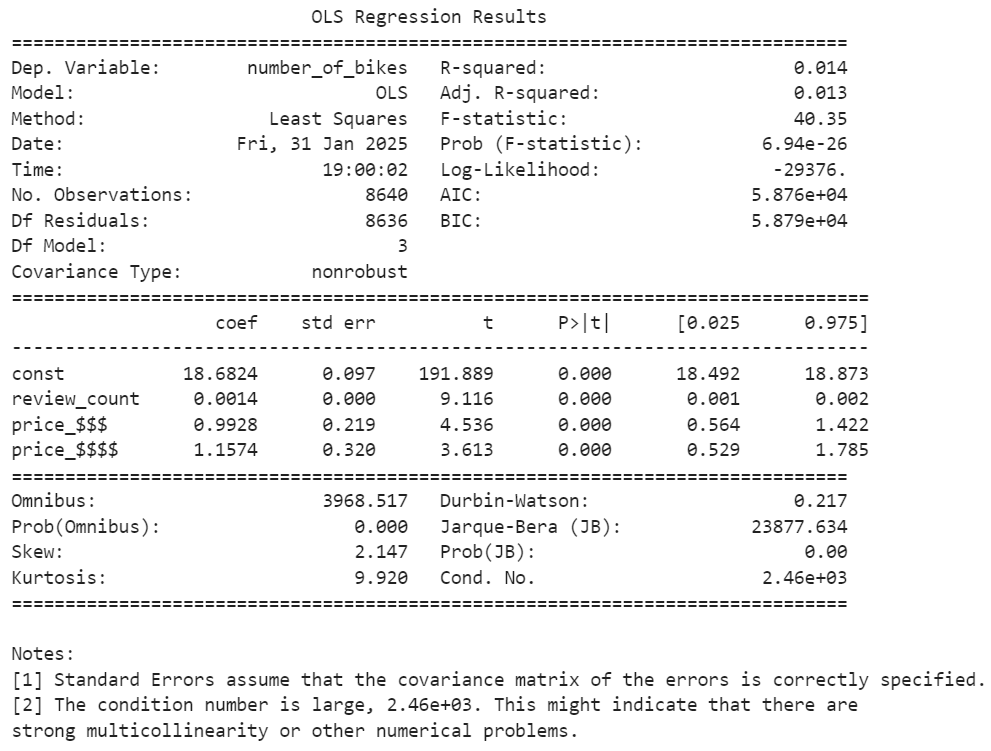 OLS Regression Results
==============================================================================
Dep. Variable:        number_of_bikes   R-squared:                       0.014
Model:                            OLS   Adj. R-squared:                  0.013
Method:                 Least Squares   F-statistic:                     40.35
Date:                Fri, 31 Jan 2025   Prob (F-statistic):           6.94e-26
Time:                        19:00:02   Log-Likelihood:                -29376.
No. Observations:                8640   AIC:                         5.876e+04
Df Residuals:                    8636   BIC:                         5.879e+04
Df Model:                           3
Covariance Type:            nonrobust
================================================================================
                   coef    std err          t      P>|t|      [0.025      0.975]
--------------------------------------------------------------------------------
const           18.6824      0.097    191.889      0.000      18.492      18.873
review_count     0.0014      0.000      9.116      0.000       0.001       0.002
price_$$$        0.9928      0.219      4.536      0.000       0.564       1.422
price_$$$$       1.1574      0.320      3.613      0.000       0.529       1.785
==============================================================================
Omnibus:                     3968.517   Durbin-Watson:                   0.217
Prob(Omnibus):                  0.000   Jarque-Bera (JB):            23877.634
Skew:                           2.147   Prob(JB):                         0.00
Kurtosis:                       9.920   Cond. No.                     2.46e+03
==============================================================================

Notes:
[1] Standard Errors assume that the covariance matrix of the errors is correctly specified.
[2] The condition number is large, 2.46e+03. This might indicate that there are
strong multicollinearity or other numerical problems.